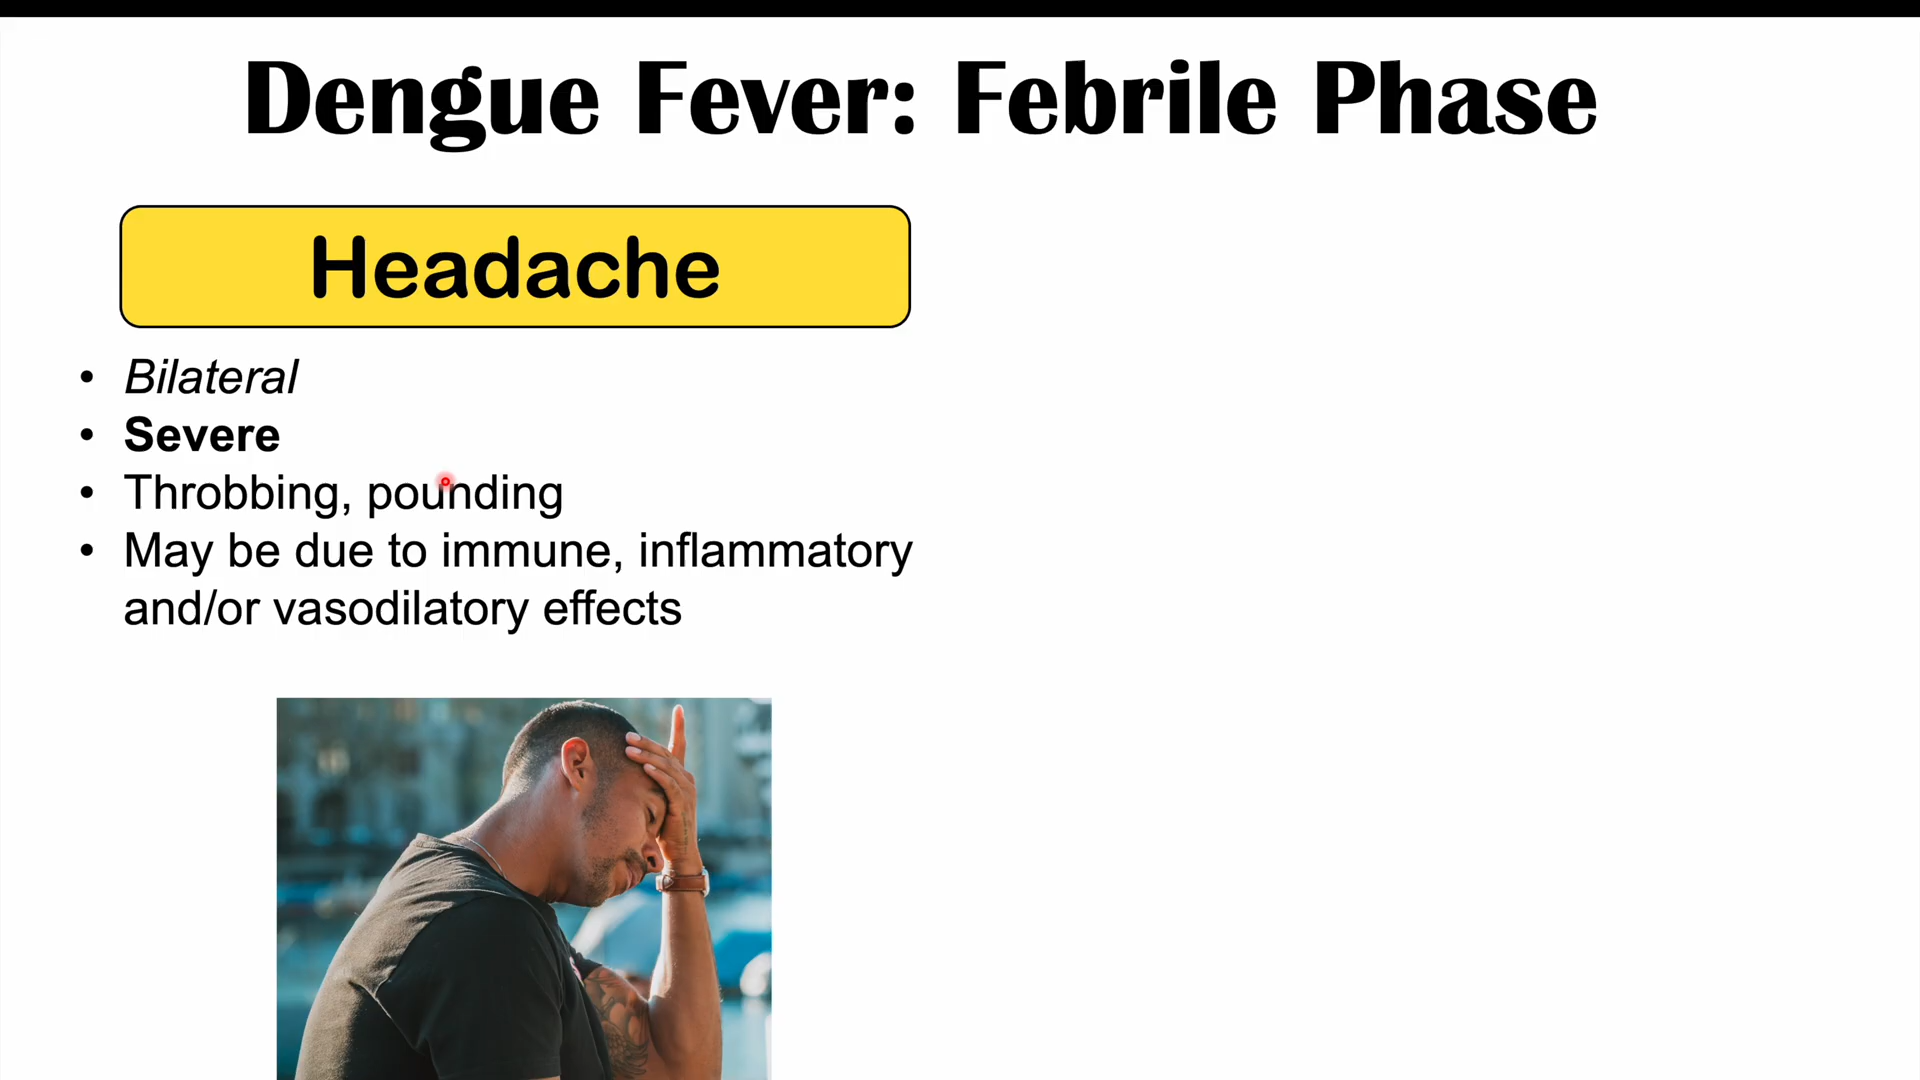 Dengue Fever: Febrile Phase
Headache
• Bilateral
• Severe
• Throbbing, pounding
• May be due to immune, inflammatory
and/or vasodilatory effects